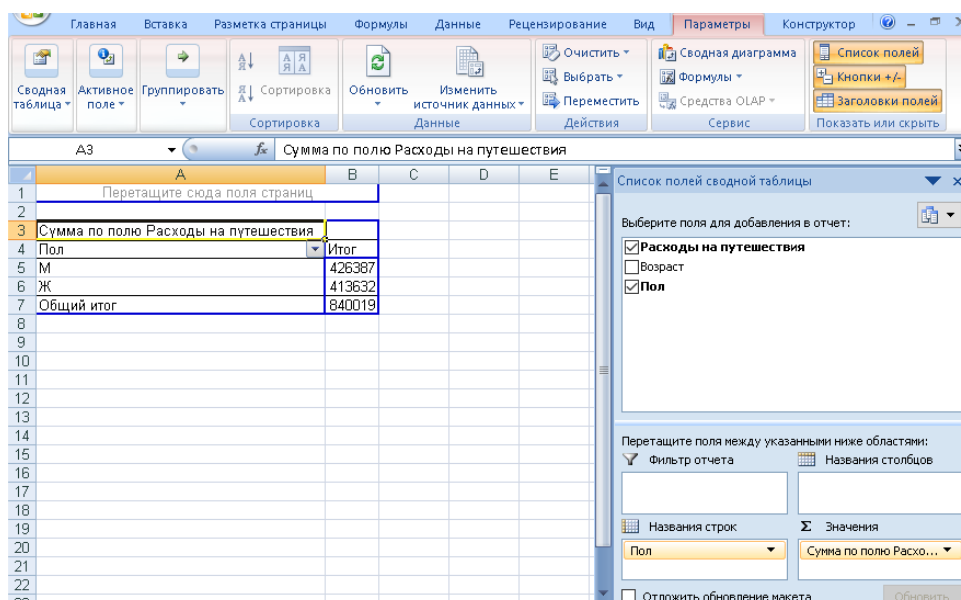 Главная Вставка Разметка страницы Формулы Данные Рецензирование Вид Параметры Конструктор
Сводная таблица
Активное поле
Группировать
А Я
Я А
Сортировка
Сортировка
Обновить
Изменить источник данных
Данные
Очистить
Выбрать
Переместить
Действия
Сводная диаграмма
Формулы
Средства OLAP
Сервис
Список полей
Кнопки +/-
Заголовки полей
Показать или скрыть
A3 fx Сумма по полю Расходы на путешествия
A B C D E
1 Перетащите сюда поля страниц
2
3 Сумма по полю Расходы на путешествия
4 Пол Итог
5 М 426387
6 Ж 413632
7 Общий итог 840019
8
9
10
11
12
13
14
15
16
17
18
19
20
21
22
Список полей сводной таблицы
Выберите поля для добавления в отчет:
Расходы на путешествия
Возраст
Пол
Перетащите поля между указанными ниже областями:
Фильтр отчета
Названия столбцов
Названия строк
Σ Значения
Пол
Сумма по полю Расхо...
Отложить обновление макета
Обновить